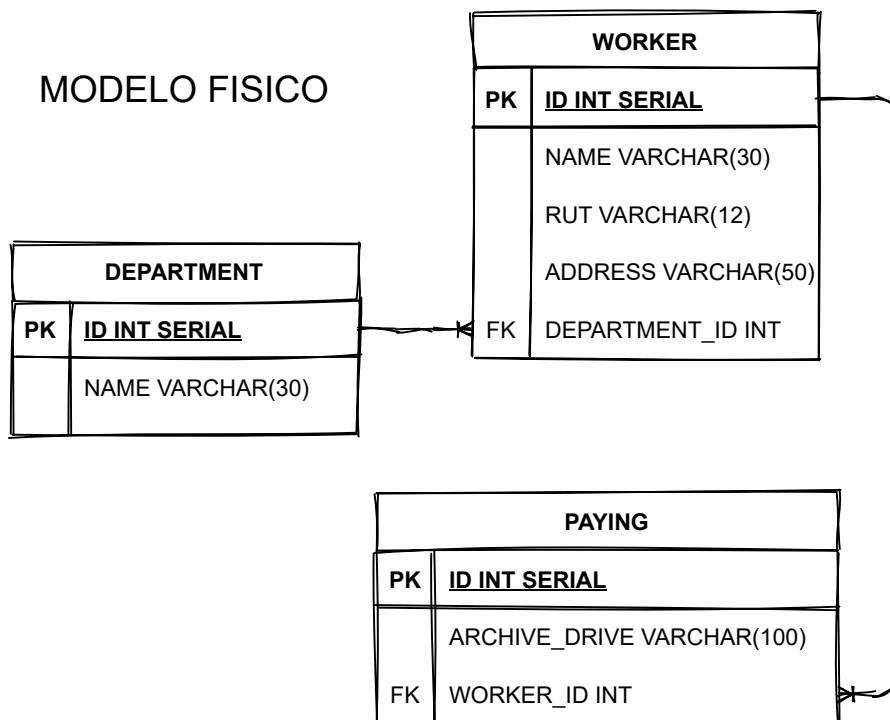 MODELO FISICO
WORKER
PK ID INT SERIAL
NAME VARCHAR(30)
RUT VARCHAR(12)
ADDRESS VARCHAR(50)
FK DEPARTMENT_ID INT
DEPARTMENT
PK ID INT SERIAL
NAME VARCHAR(30)
PAYING
PK ID INT SERIAL
ARCHIVE_DRIVE VARCHAR(100)
FK WORKER_ID INT